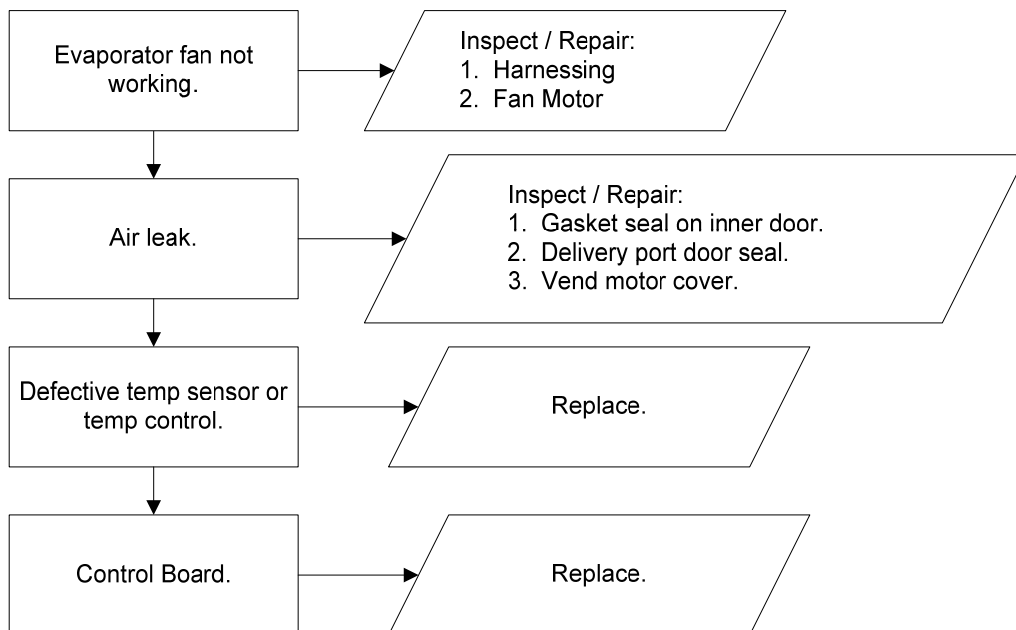 Evaporator fan not
working.
Inspect / Repair:
1. Harnessing
2. Fan Motor
Air leak.
Inspect / Repair:
1. Gasket seal on inner door.
2. Delivery port door seal.
3. Vend motor cover.
Defective temp sensor or
temp control.
Replace.
Control Board.
Replace.